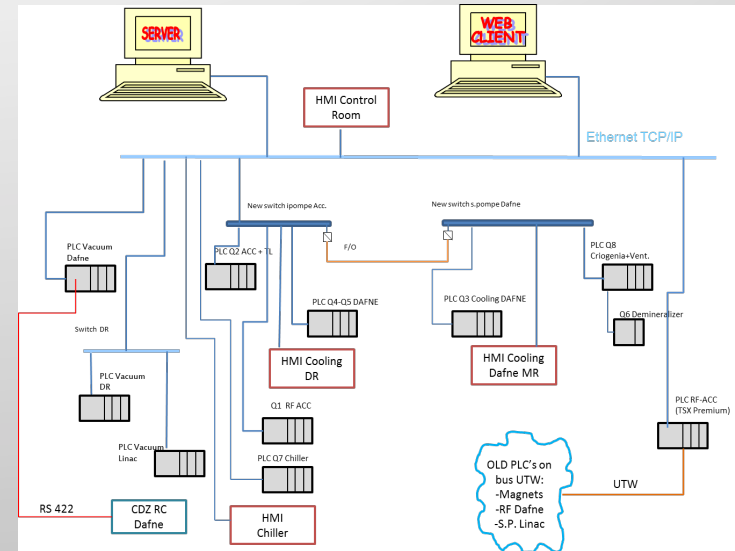 SERVER
WEB
CLIENT
HMI Control
Room
Ethernet TCP/IP
New switch ipompe Acc.
New switch s.pompe Dafne
PLC Vacuum
Dafne
PLC Q2 ACC + TL
F/O
PLC Q8
Criogenia+Vent.
PLC Q4-Q5 DAFNE
PLC Q3 Cooling DAFNE
Q6 Demineralizer
Switch DR
HMI Cooling
DR
HMI Cooling
Dafne MR
PLC Vacuum
DR
Q1 RF ACC
PLC RF-ACC
(TSX Premium)
PLC Vacuum
Linac
PLC Q7 Chiller
OLD PLC's on
bus UTW:
-Magnets
-RF Dafne
-S.P. Linac
UTW
RS 422
CDZ RC
Dafne
HMI
Chiller